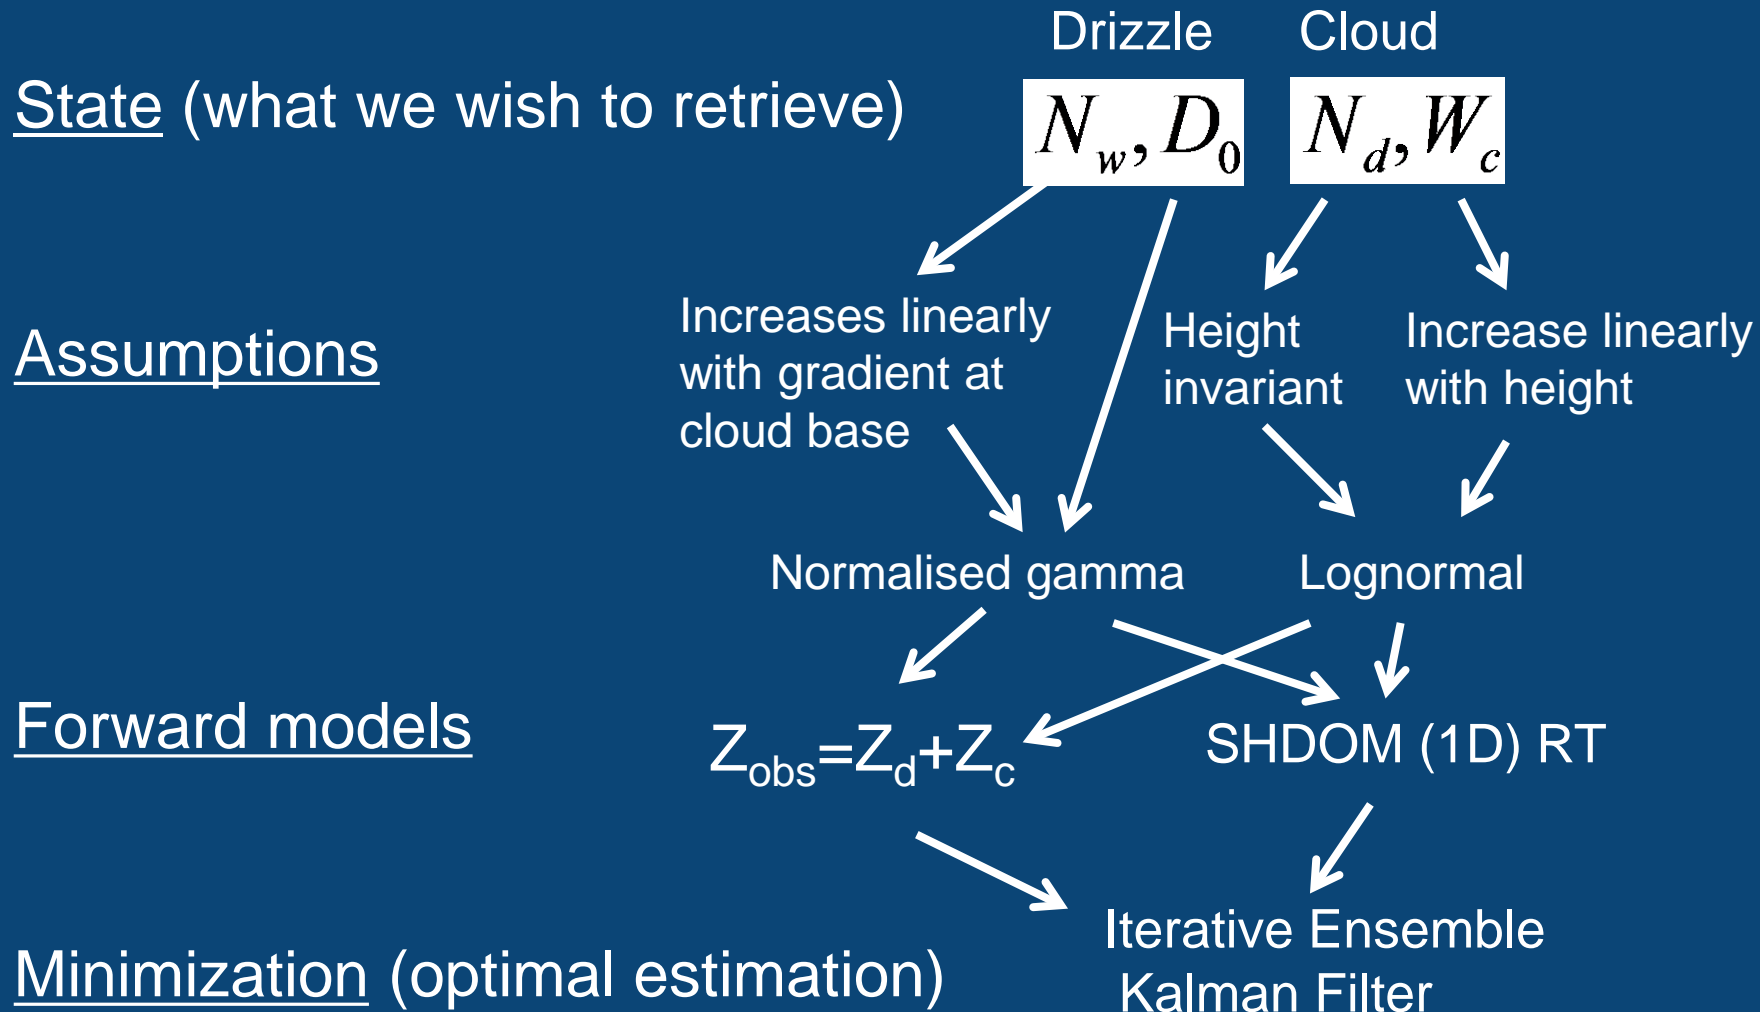 Drizzle Cloud
State (what we wish to retrieve)
N_w, D_0 N_d, W_c
Assumptions
Increases linearly
with gradient at
cloud base
Height
invariant
Increase linearly
with height
Normalised gamma
Lognormal
Forward models
Z_obs=Z_d+Z_c
SHDOM (1D) RT
Minimization (optimal estimation)
Iterative Ensemble
Kalman Filter